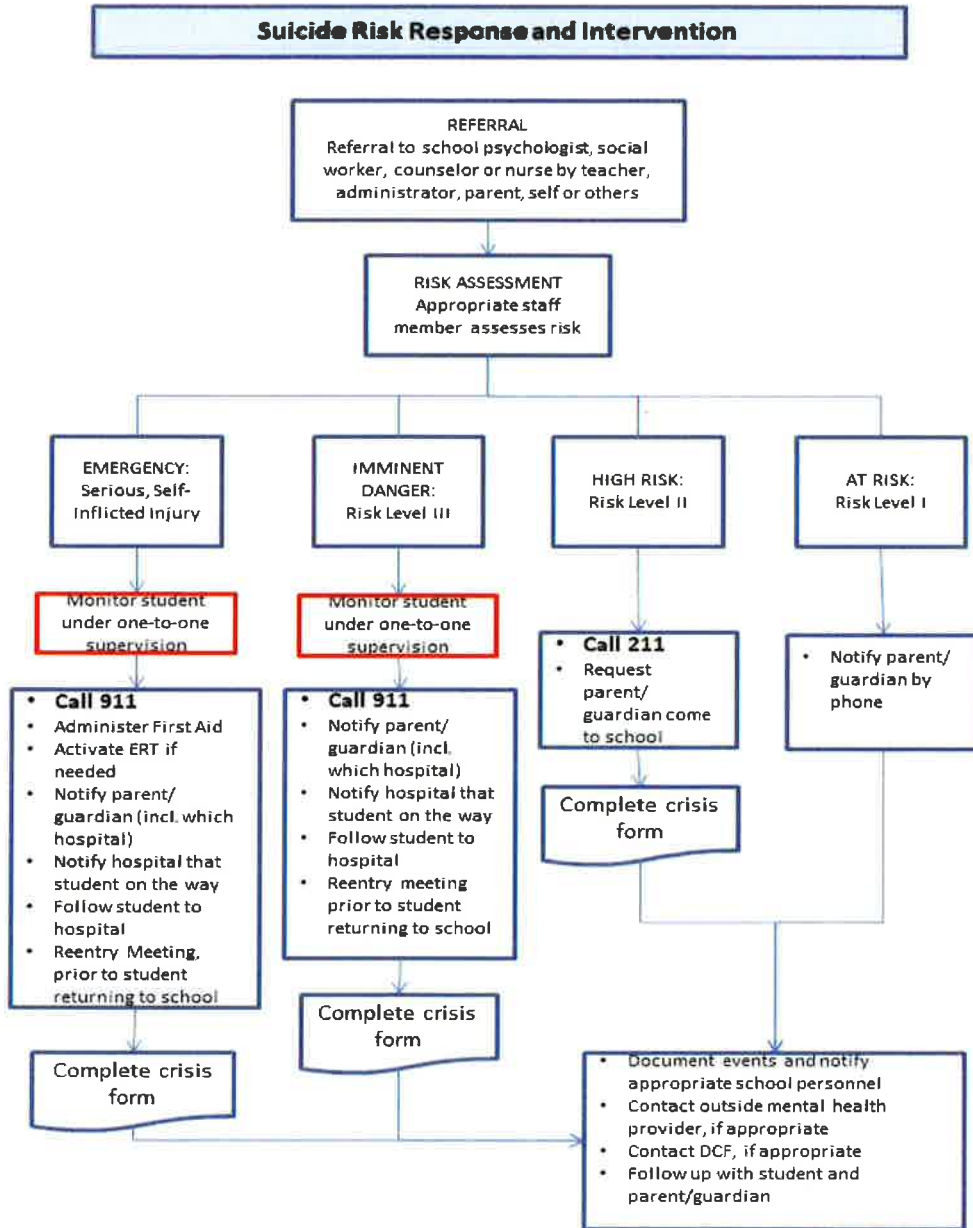 Suicide Risk Response and Intervention
REFERRAL
Referral to school psychologist, social
worker, counselor or nurse by teacher,
administrator, parent, self or others
RISK ASSESSMENT
Appropriate staff
member assesses risk
EMERGENCY:
Serious, Self-
Inflicted Injury
IMMINENT
DANGER:
Risk Level III
HIGH RISK:
Risk Level II
AT RISK:
Risk Level I
Monitor student
under one-to-one
supervision
Monitor student
under one-to-one
supervision
• Call 211
• Request
parent/
guardian come
to school
• Notify parent/
guardian by
phone
• Call 911
• Administer First Aid
• Activate ERT if
needed
• Notify parent/
guardian (incl. which
hospital)
• Notify hospital that
student on the way
• Follow student to
hospital
• Reentry Meeting,
prior to student
returning to school
• Call 911
• Notify parent/
guardian (incl.
which hospital)
• Notify hospital that
student on the way
• Follow student to
hospital
• Reentry meeting
prior to student
returning to school
Complete crisis
form
Complete crisis
form
Complete crisis
form
• Document events and notify
appropriate school personnel
• Contact outside mental health
provider, if appropriate
• Contact DCF, if appropriate
• Follow up with student and
parent/guardian